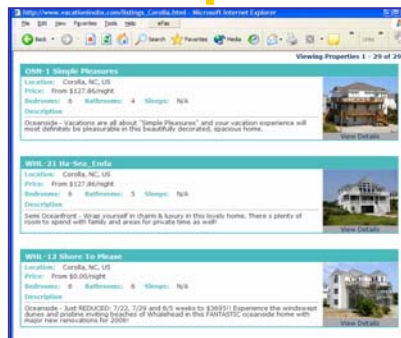 http://www.vacationindix.com/listings_Corolla.html - Microsoft Internet Explorer
File Edit View Favorites Tools Help eFax
Back Search Favorites Media
Viewing Properties 1 - 29 of 29
OSN-1 Simple Pleasures
Location: Corolla, NC, US
Price: From $127.86/night
Bedrooms: 6 Bathrooms: 4 Sleeps: N/A
Description
Oceanside - Vacations are all about "Simple Pleasures" and your vacation experience will
most definitely be pleasurable in this beautifully decorated, spacious home.
View Details
WHL-21 Ha-Sea_Enda
Location: Corolla, NC, US
Price: From $127.86/night
Bedrooms: 6 Bathrooms: 5 Sleeps: N/A
Description
Semi Oceanfront - Wrap yourself in charm & luxury in this lovely home. There s plenty of
room to spend with family and areas for private time as well!
View Details
WHL-13 Shore To Please
Location: Corolla, NC, US
Price: From $0.00/night
Bedrooms: 8 Bathrooms: 6 Sleeps: N/A
Description
Oceanside - Just REDUCED: 7/22, 7/29 and 8/5 weeks to $3695!! Experience the windswept
dunes and pristine inviting beaches of Whalehead in this FANTASTIC oceanside home with
major new renovations for 2006!
View Details